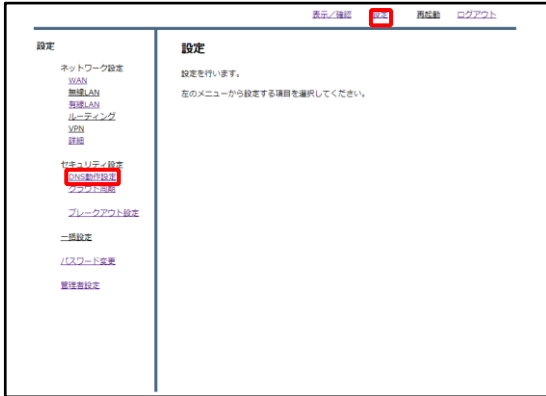 表示／確認 設定 再起動 ログアウト
設定
ネットワーク設定
WAN
無線LAN
有線LAN
ルーティング
VPN
詳細
セキュリティ設定
DNS動作設定
クラウド同期
ブレークアウト設定
一括設定
パスワード変更
管理者設定
設定
設定を行います。
左のメニューから設定する項目を選択してください。